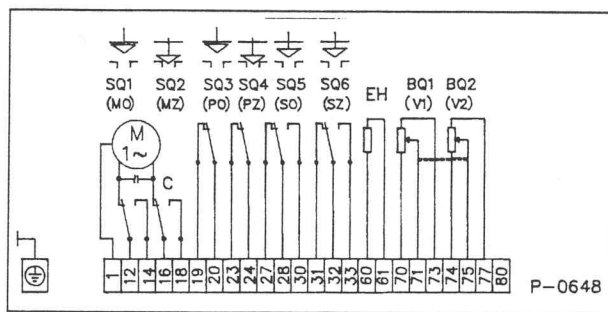 SQ1 SQ2 SQ3 SQ4 SQ5 SQ6 EH BQ1 BQ2
(MO) (MZ) (PO) (PZ) (SO) (SZ) (V1) (V2)
M
1~
C
1 12 14 16 18 19 20 23 24 27 28 30 31 32 33 60 61 70 71 73 74 75 77 80
P-0648